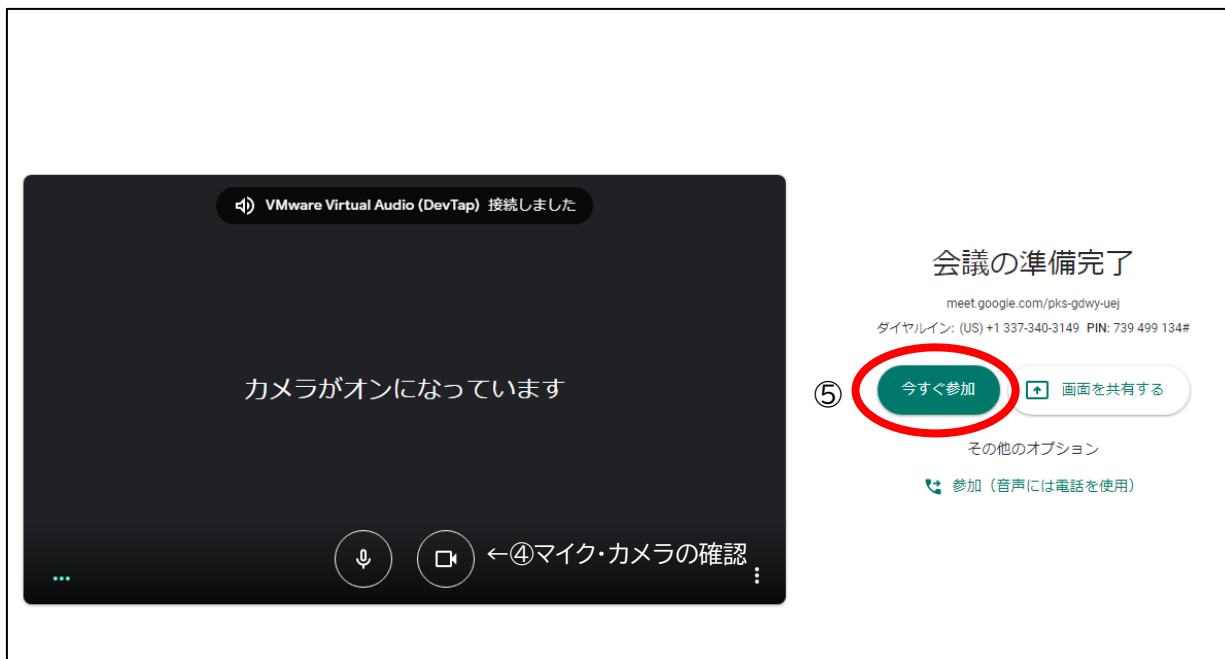 VMware Virtual Audio (DevTap) 接続しました
カメラがオンになっています
←④マイク・カメラの確認
会議の準備完了
meet.google.com/pks-gdwy-uej
ダイヤルイン: (US) +1 337-340-3149 PIN: 739 499 134#
⑤
今すぐ参加
画面を共有する
その他のオプション
参加（音声には電話を使用）